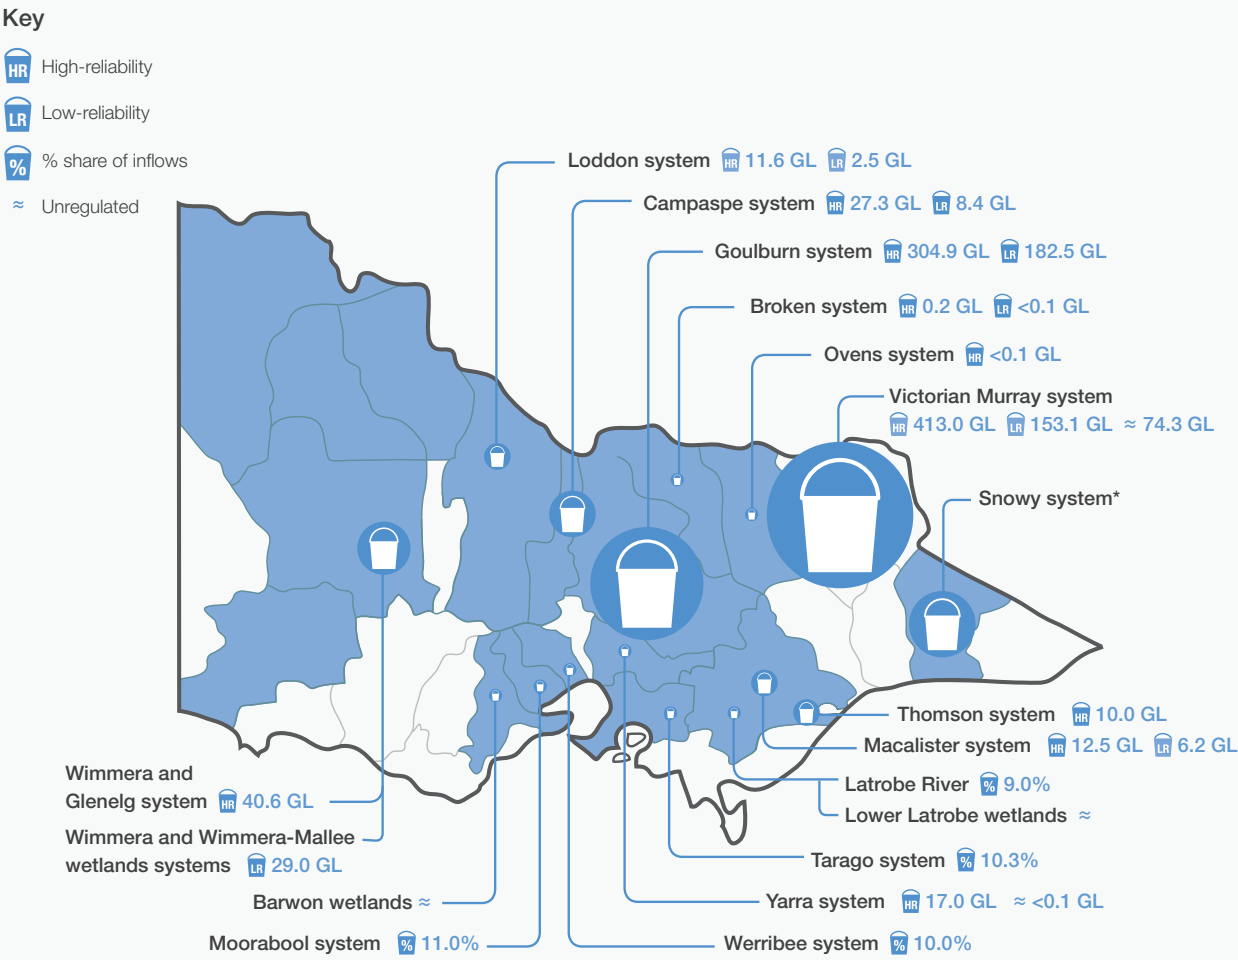 Key
HR High-reliability
LR Low-reliability
% % share of inflows
≈ Unregulated
Loddon system HR 11.6 GL LR 2.5 GL
Campaspe system HR 27.3 GL LR 8.4 GL
Goulburn system HR 304.9 GL LR 182.5 GL
Broken system HR 0.2 GL LR <0.1 GL
Ovens system HR <0.1 GL
Victorian Murray system
HR 413.0 GL LR 153.1 GL ≈ 74.3 GL
Snowy system*
Thomson system HR 10.0 GL
Macalister system HR 12.5 GL LR 6.2 GL
Latrobe River % 9.0%
Lower Latrobe wetlands ≈
Tarago system % 10.3%
Yarra system HR 17.0 GL ≈ <0.1 GL
Werribee system % 10.0%
Wimmera and
Glenelg system HR 40.6 GL
Wimmera and Wimmera-Mallee
wetlands systems LR 29.0 GL
Barwon wetlands ≈
Moorabool system % 11.0%